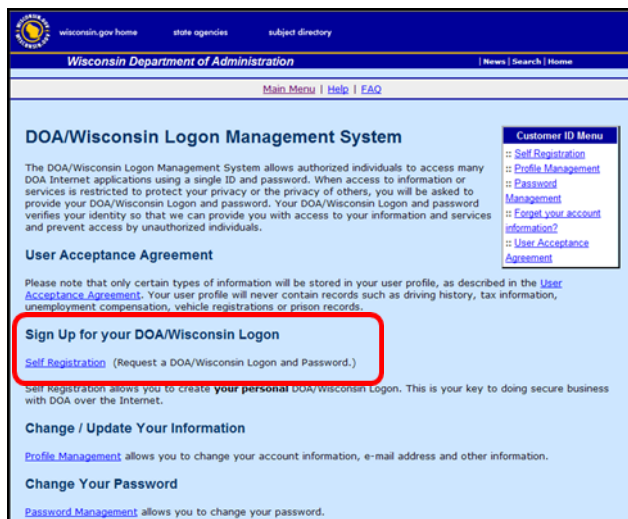 wisconsin.gov home state agencies subject directory
Wisconsin Department of Administration | News | Search | Home
Main Menu | Help | FAQ
DOA/Wisconsin Logon Management System
The DOA/Wisconsin Logon Management System allows authorized individuals to access many
DOA Internet applications using a single ID and password. When access to information or
services is restricted to protect your privacy or the privacy of others, you will be asked to
provide your DOA/Wisconsin Logon and password. Your DOA/Wisconsin Logon and password
verifies your identity so that we can provide you with access to your information and services
and prevent access by unauthorized individuals.
Customer ID Menu
:: Self Registration
:: Profile Management
:: Password
Management
:: Forget your account
information?
:: User Acceptance
Agreement
User Acceptance Agreement
Please note that only certain types of information will be stored in your user profile, as described in the User
Acceptance Agreement. Your user profile will never contain records such as driving history, tax information,
unemployment compensation, vehicle registrations or prison records.
Sign Up for your DOA/Wisconsin Logon
Self Registration (Request a DOA/Wisconsin Logon and Password.)
Self Registration allows you to create your personal DOA/Wisconsin Logon. This is your key to doing secure business
with DOA over the Internet.
Change / Update Your Information
Profile Management allows you to change your account information, e-mail address and other information.
Change Your Password
Password Management allows you to change your password.